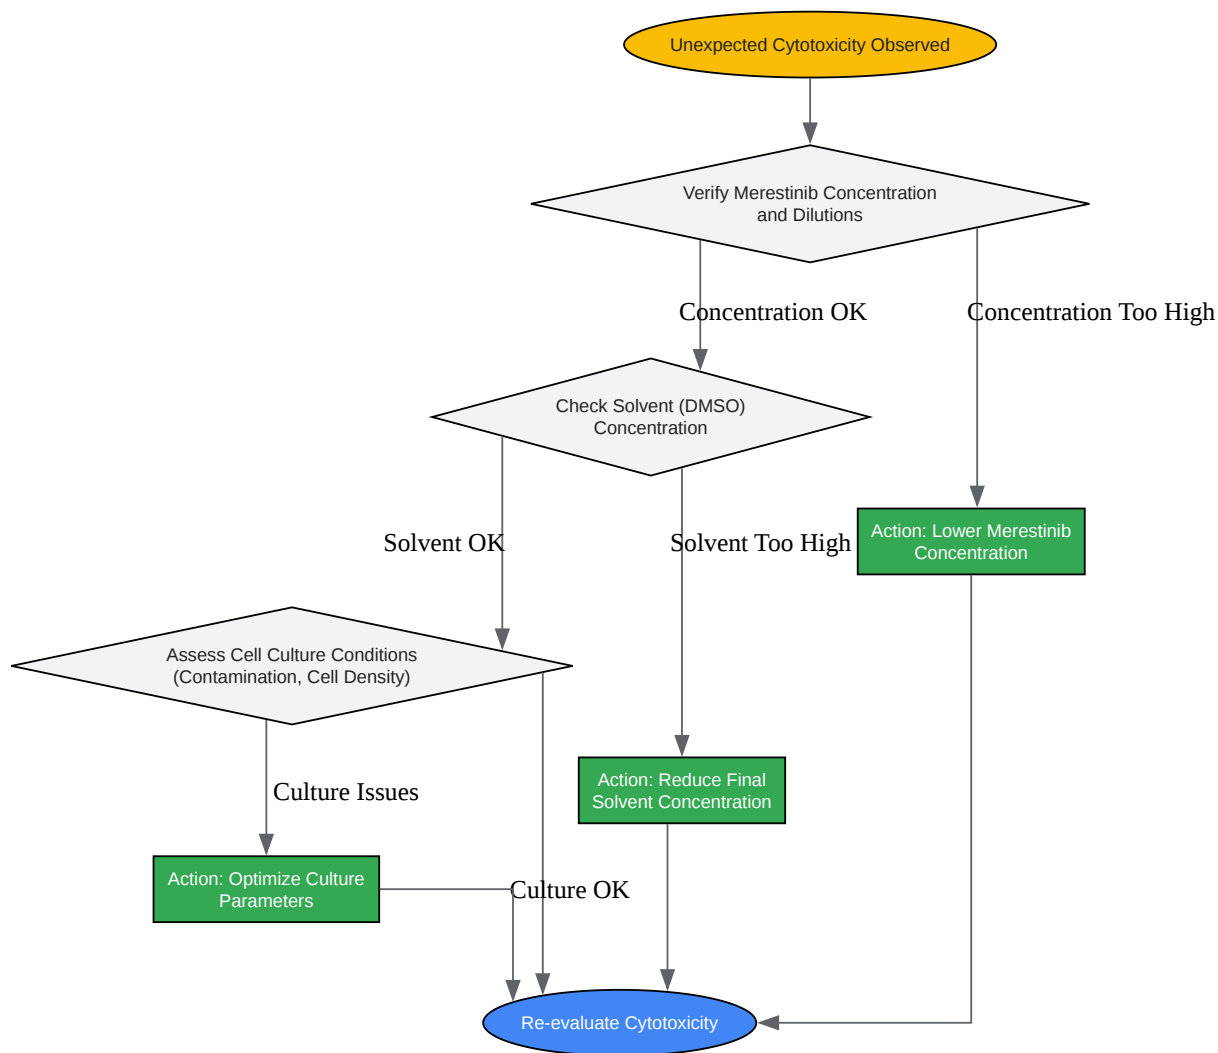 Unexpected Cytotoxicity Observed
Verify Merestinib Concentration
and Dilutions
Concentration OK
Concentration Too High
Check Solvent (DMSO)
Concentration
Solvent OK
Solvent Too High
Action: Lower Merestinib
Concentration
Assess Cell Culture Conditions
(Contamination, Cell Density)
Culture Issues
Action: Reduce Final
Solvent Concentration
Action: Optimize Culture
Parameters
Culture OK
Re-evaluate Cytotoxicity